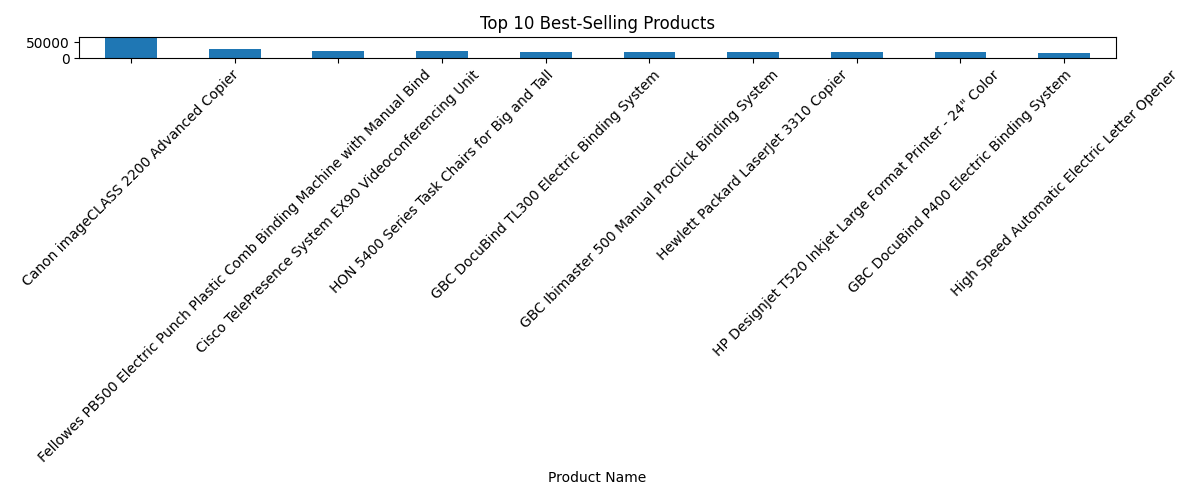 Top 10 Best-Selling Products
50000
0
Canon imageCLASS 2200 Advanced Copier
Fellowes PB500 Electric Punch Plastic Comb Binding Machine with Manual Bind
Cisco TelePresence System EX90 Videoconferencing Unit
HON 5400 Series Task Chairs for Big and Tall
GBC DocuBind TL300 Electric Binding System
GBC Ibimaster 500 Manual ProClick Binding System
Hewlett Packard LaserJet 3310 Copier
HP Designjet T520 Inkjet Large Format Printer - 24" Color
GBC DocuBind P400 Electric Binding System
High Speed Automatic Electric Letter Opener
Product Name